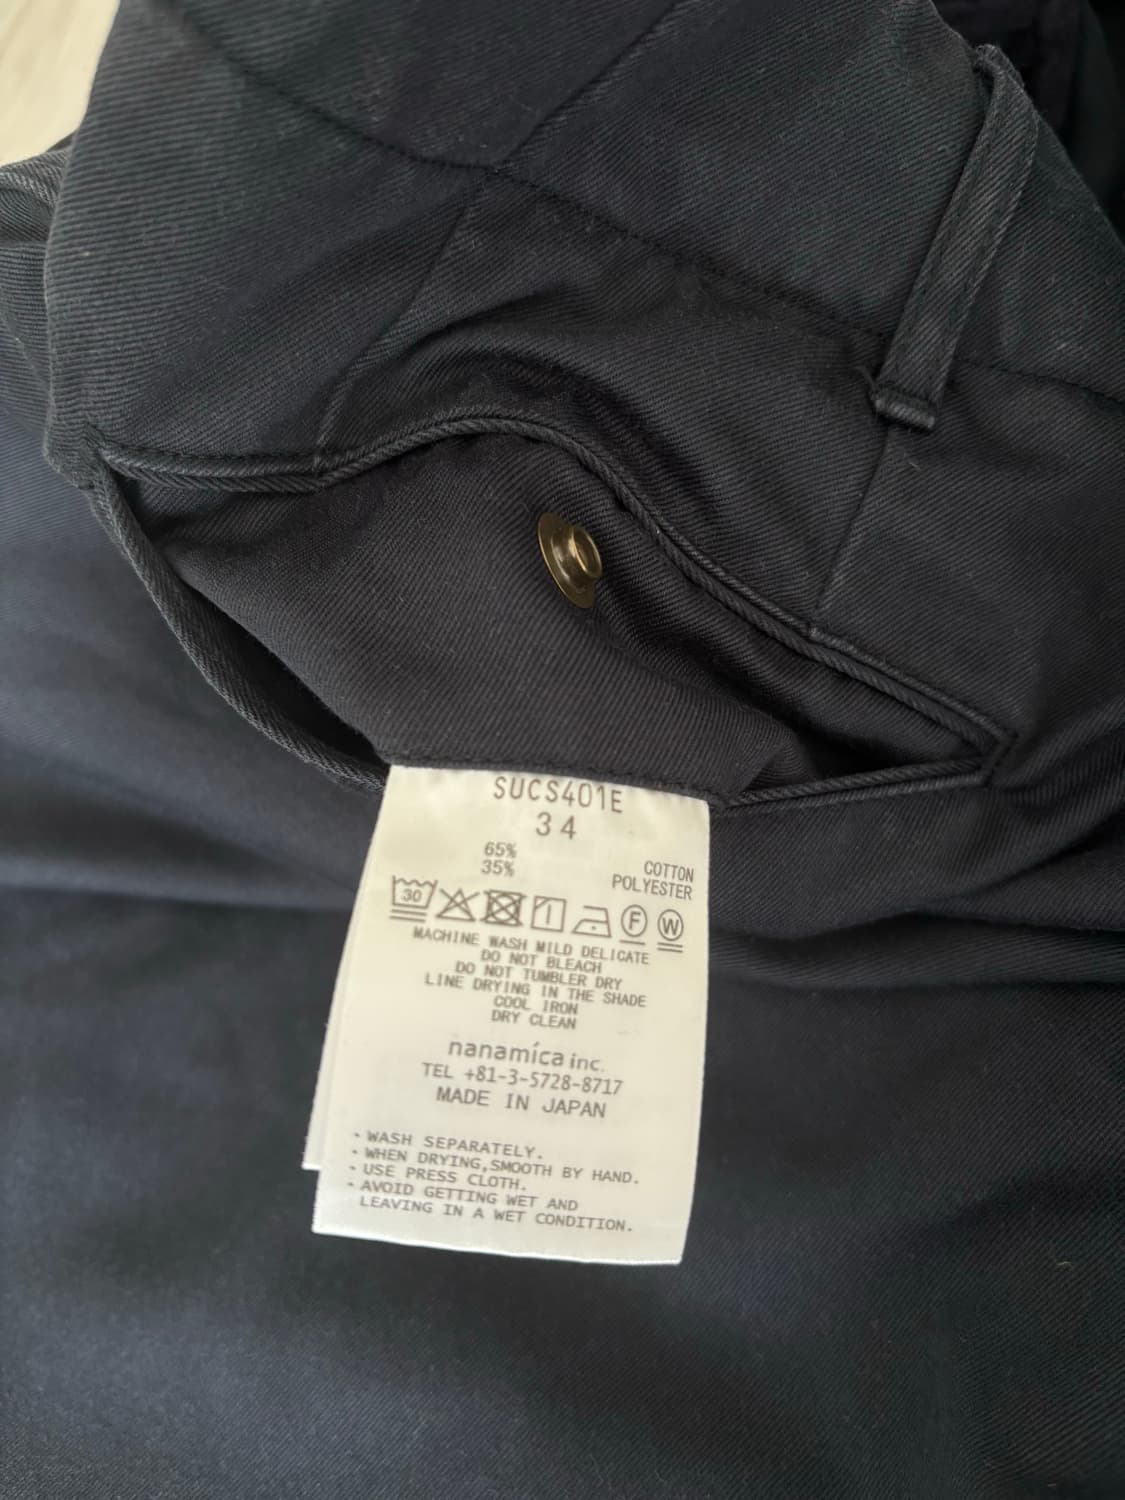 SUCS401E
34
65% COTTON
35% POLYESTER
30 F W
MACHINE WASH MILD DELICATE
DO NOT BLEACH
DO NOT TUMBLER DRY
LINE DRYING IN THE SHADE
COOL IRON
DRY CLEAN
nanamica inc.
TEL +81-3-5728-8717
MADE IN JAPAN
- WASH SEPARATELY.
- WHEN DRYING,SMOOTH BY HAND.
- USE PRESS CLOTH.
- AVOID GETTING WET AND
LEAVING IN A WET CONDITION.